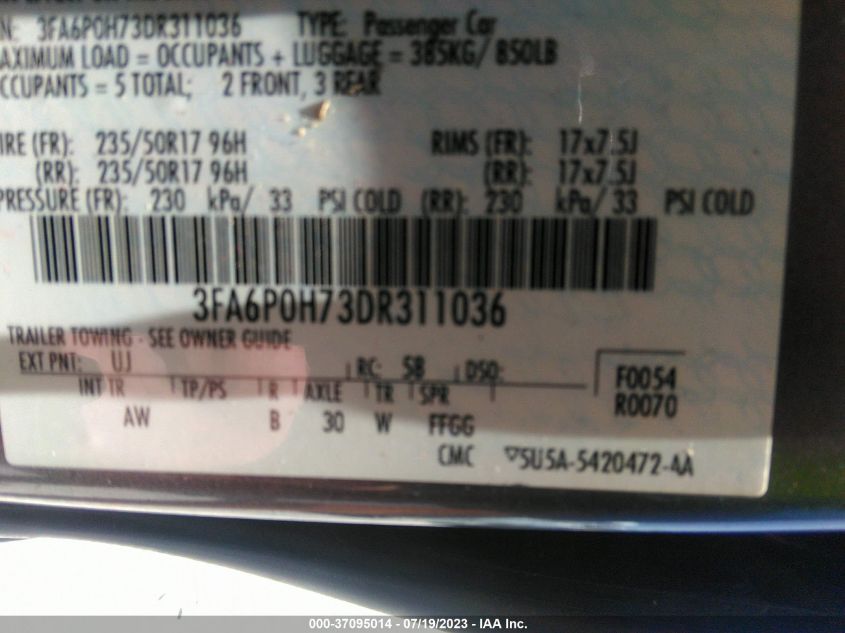 N: 3FA6P0H73DR311036 TYPE: Passenger Car
AXIMUM LOAD = OCCUPANTS + LUGGAGE = 385KG/ 850LB
CCUPANTS = 5 TOTAL; 2 FRONT, 3 REAR
IRE (FR): 235/50R17 96H RIMS (FR): 17x7.5J
(RR): 235/50R17 96H (RR): 17x7.5J
PRESSURE (FR): 230 kPa/ 33 PSI COLD (RR): 230 kPa/ 33 PSI COLD
3FA6P0H73DR311036
TRAILER TOWING - SEE OWNER GUIDE
EXT PNT: UJ RC: 58 DSO:
INT TR TP/PS R AXLE TR SPR
AW B 30 W FFGG
F0054
R0070
CMC 5U5A-5420472-AA
000-37095014 - 07/19/2023 - - IAA Inc.